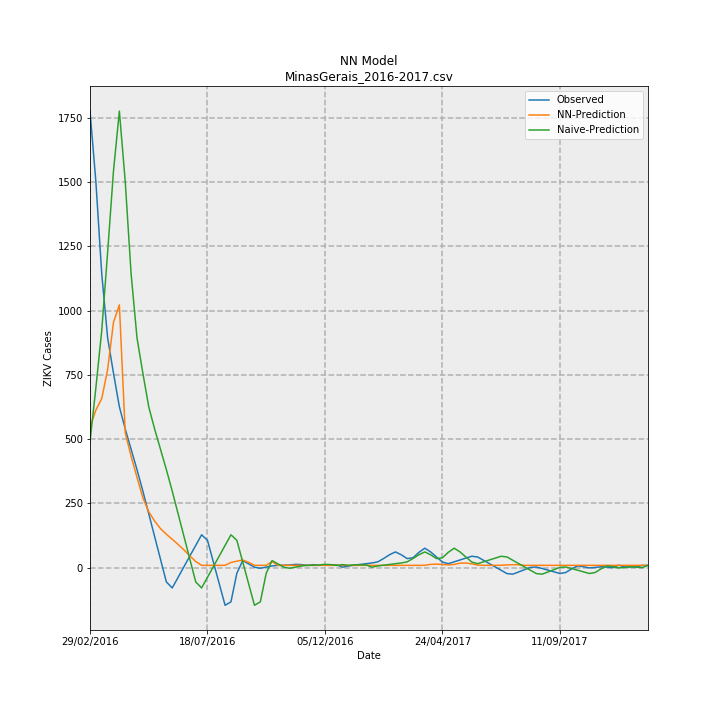 NN Model
MinasGerais_2016-2017.csv
Observed
NN-Prediction
Naive-Prediction
ZIKV Cases
1750
1500
1250
1000
750
500
250
0
29/02/2016
18/07/2016
05/12/2016
24/04/2017
11/09/2017
Date